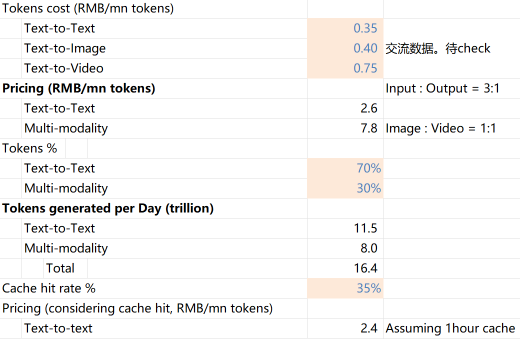 Tokens cost (RMB/mn tokens)
Text-to-Text 0.35
Text-to-Image 0.40 交流数据。待check
Text-to-Video 0.75
Pricing (RMB/mn tokens) Input : Output = 3:1
Text-to-Text 2.6
Multi-modality 7.8 Image : Video = 1:1
Tokens %
Text-to-Text 70%
Multi-modality 30%
Tokens generated per Day (trillion)
Text-to-Text 11.5
Multi-modality 8.0
Total 16.4
Cache hit rate % 35%
Pricing (considering cache hit, RMB/mn tokens)
Text-to-text 2.4 Assuming 1hour cache